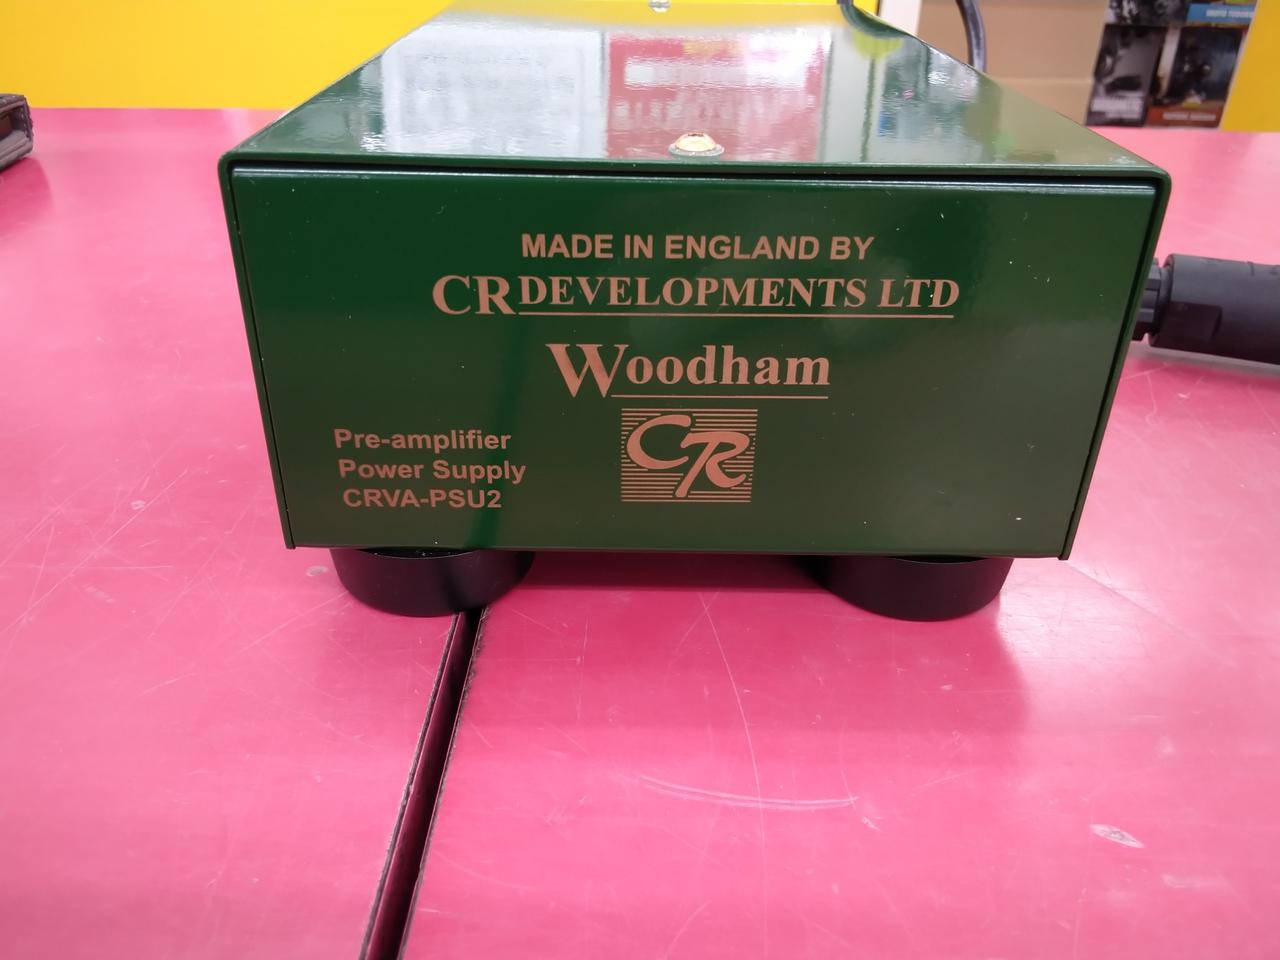 MADE IN ENGLAND BY
CR DEVELOPMENTS LTD
Woodham
CR
Pre-amplifier
Power Supply
CRVA-PSU2